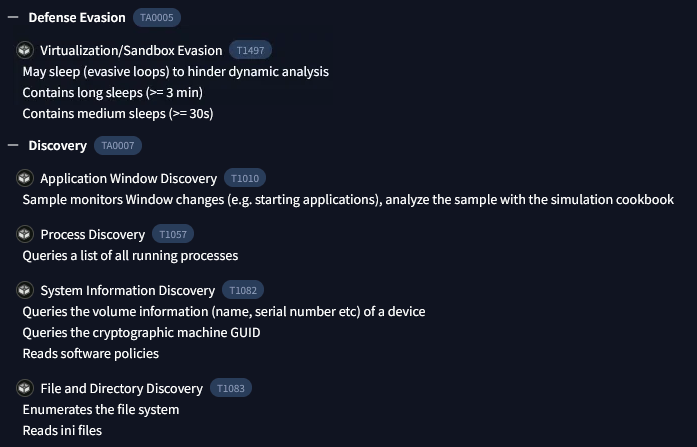 Defense Evasion TA0005
Virtualization/Sandbox Evasion T1497
May sleep (evasive loops) to hinder dynamic analysis
Contains long sleeps (>= 3 min)
Contains medium sleeps (>= 30s)
Discovery TA0007
Application Window Discovery T1010
Sample monitors Window changes (e.g. starting applications), analyze the sample with the simulation cookbook
Process Discovery T1057
Queries a list of all running processes
System Information Discovery T1082
Queries the volume information (name, serial number etc) of a device
Queries the cryptographic machine GUID
Reads software policies
File and Directory Discovery T1083
Enumerates the file system
Reads ini files